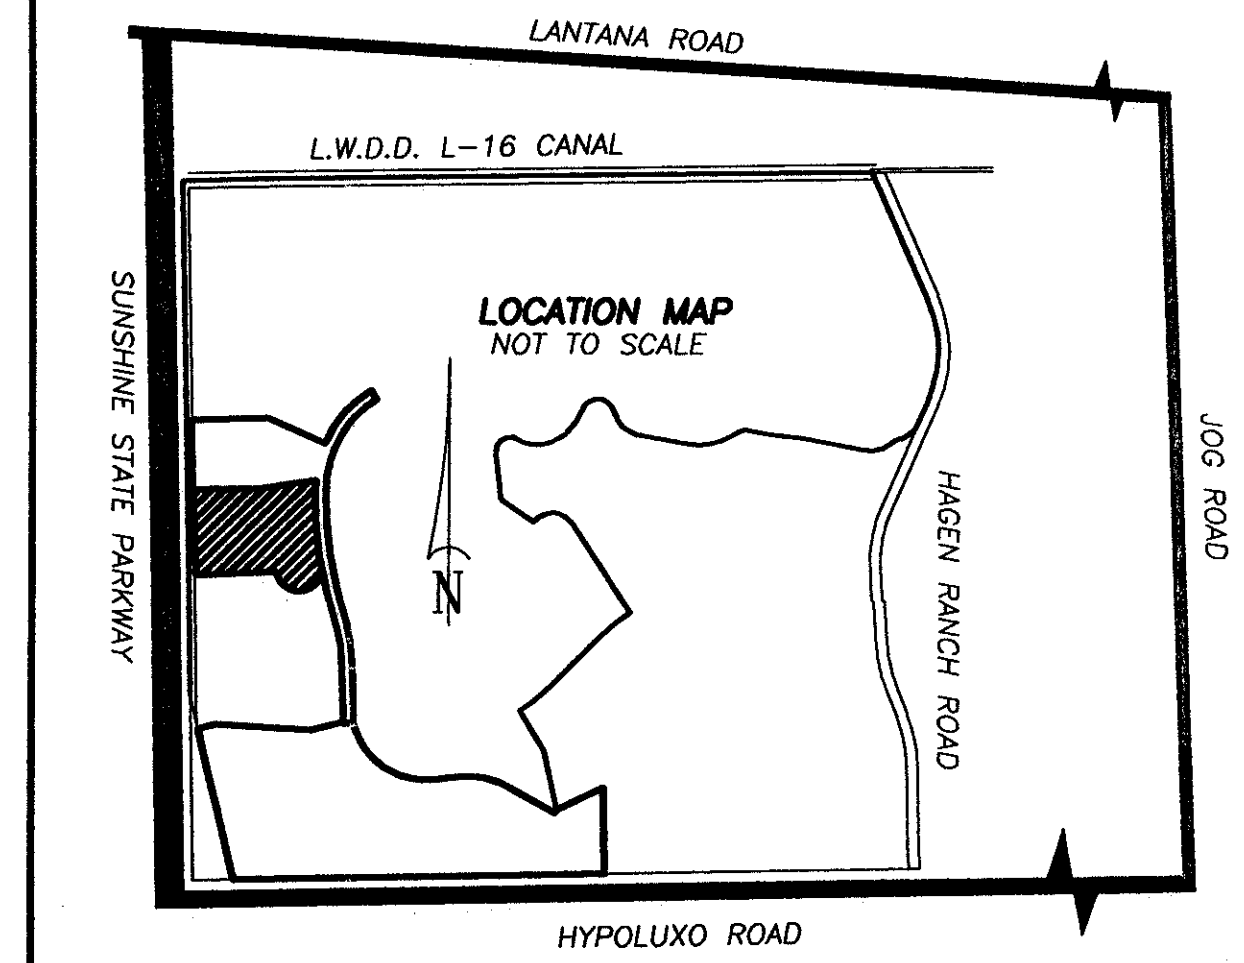 LANTANA ROAD
L.W.D.D. L-16 CANAL
LOCATION MAP
NOT TO SCALE
SUNSHINE STATE PARKWAY
JOG ROAD
HAGEN RANCH ROAD
N
HYPOLUXO ROAD